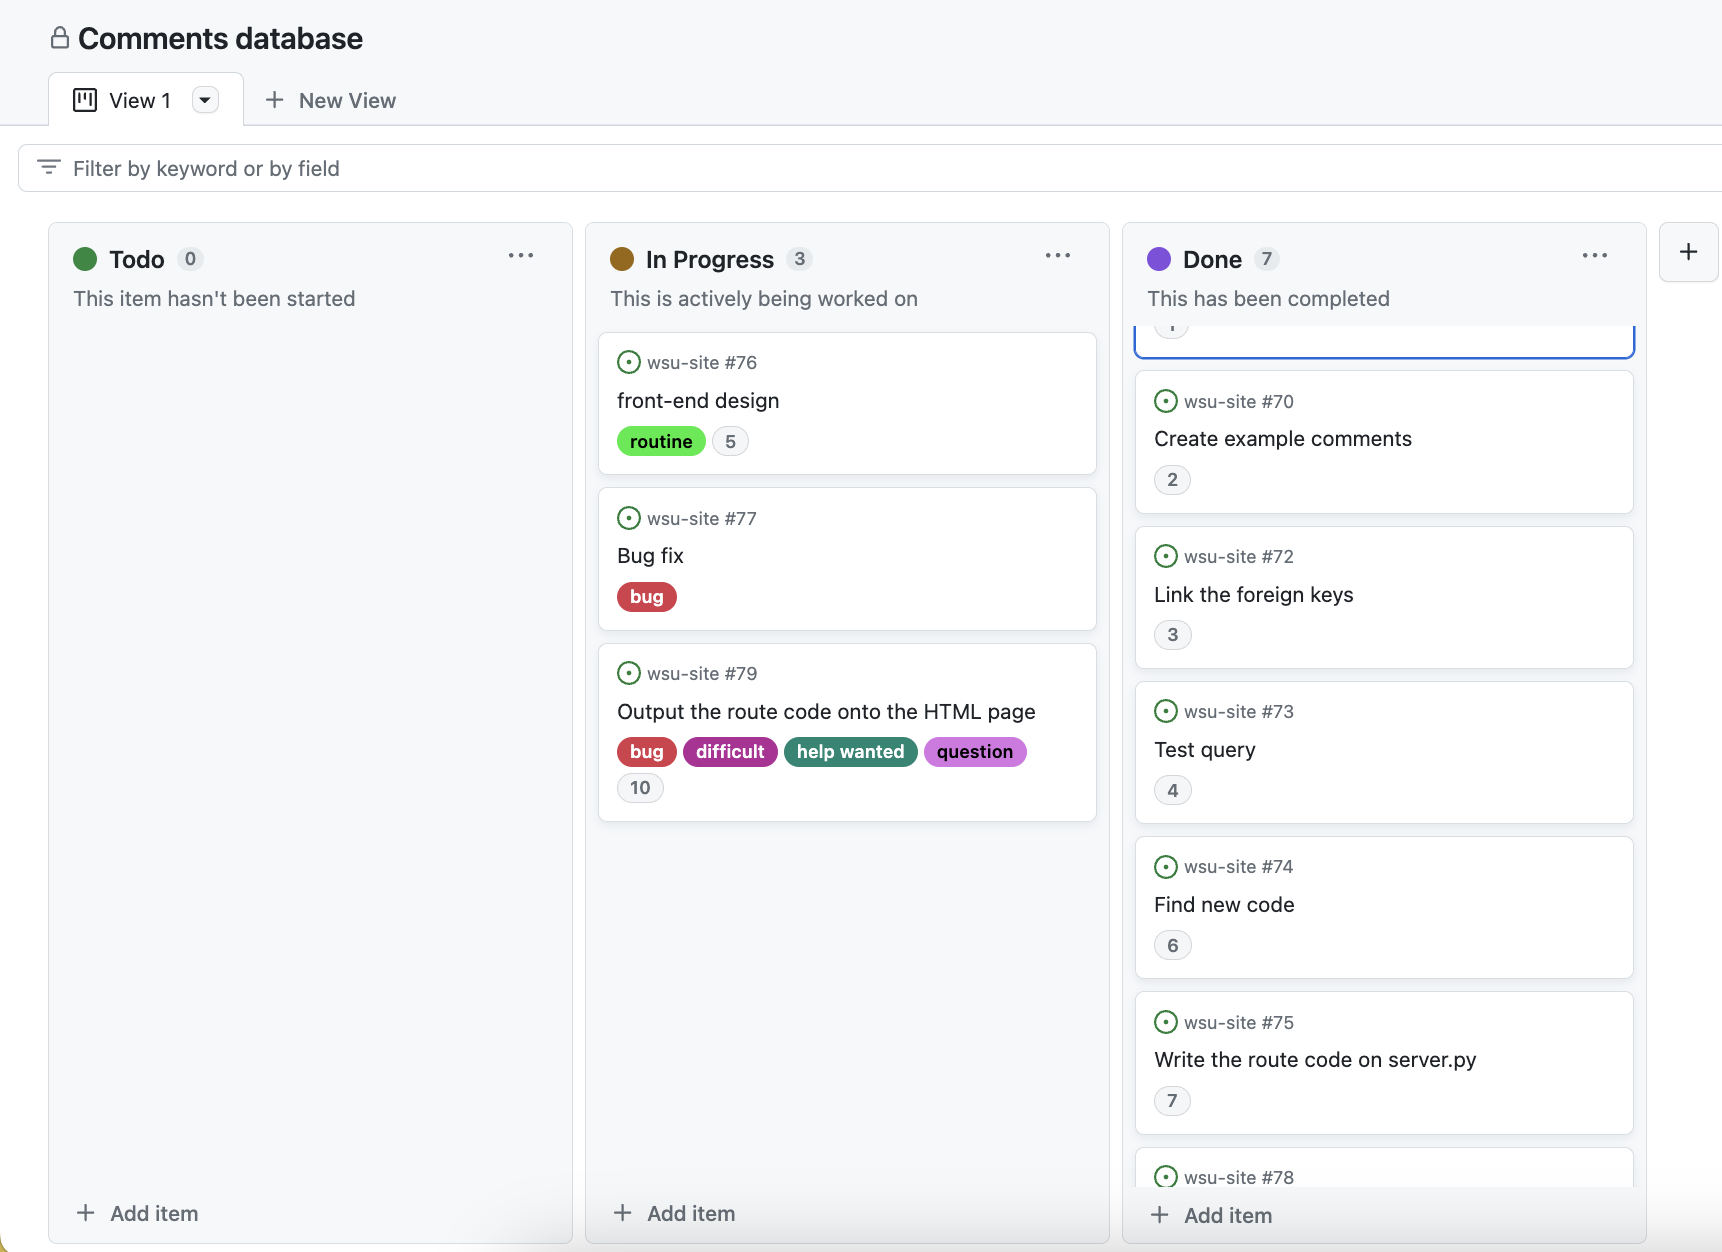 Comments database
View 1
New View
Filter by keyword or by field
Todo 0
This item hasn't been started
Add item
In Progress 3
This is actively being worked on
wsu-site #76
front-end design
routine 5
wsu-site #77
Bug fix
bug
wsu-site #79
Output the route code onto the HTML page
bug difficult help wanted question
10
Add item
Done 7
This has been completed
wsu-site #70
Create example comments
2
wsu-site #72
Link the foreign keys
3
wsu-site #73
Test query
4
wsu-site #74
Find new code
6
wsu-site #75
Write the route code on server.py
7
wsu-site #78
Add item